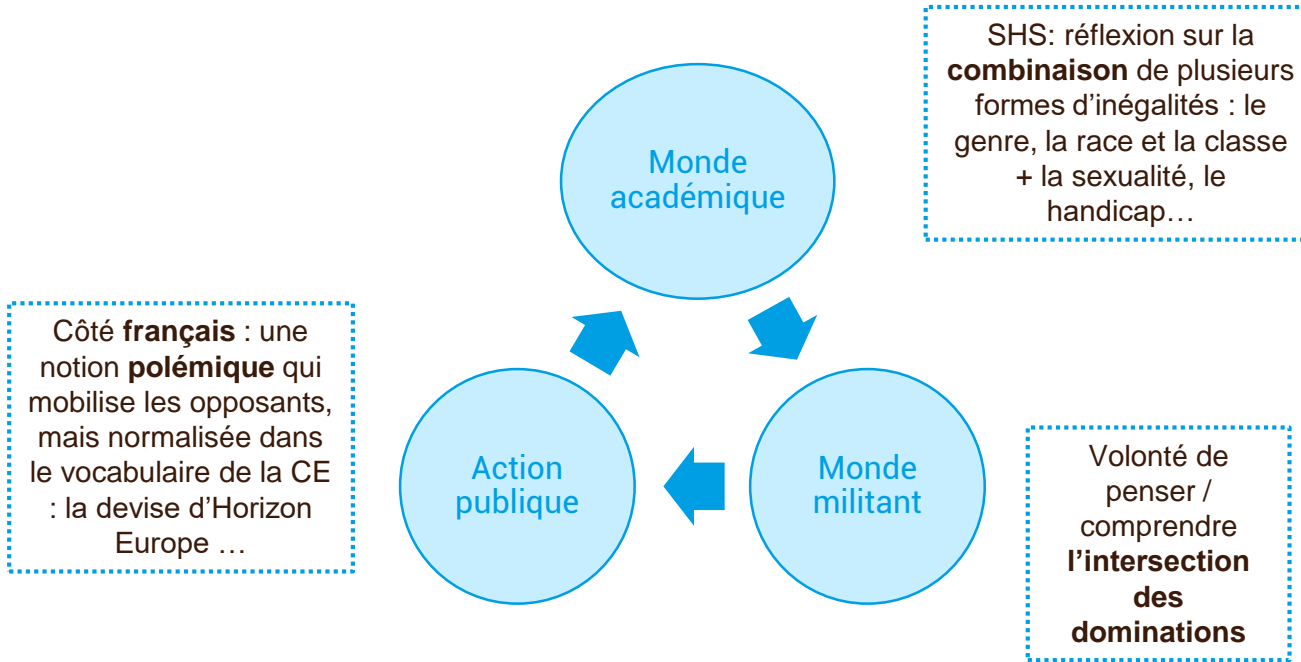 SHS: réflexion sur la
combinaison de plusieurs
formes d’inégalités : le
genre, la race et la classe
+ la sexualité, le
handicap…
Monde
académique
Côté français : une
notion polémique qui
mobilise les opposants,
mais normalisée dans
le vocabulaire de la CE
: la devise d’Horizon
Europe …
Action
publique
Monde
militant
Volonté de
penser /
comprendre
l’intersection
des
dominations